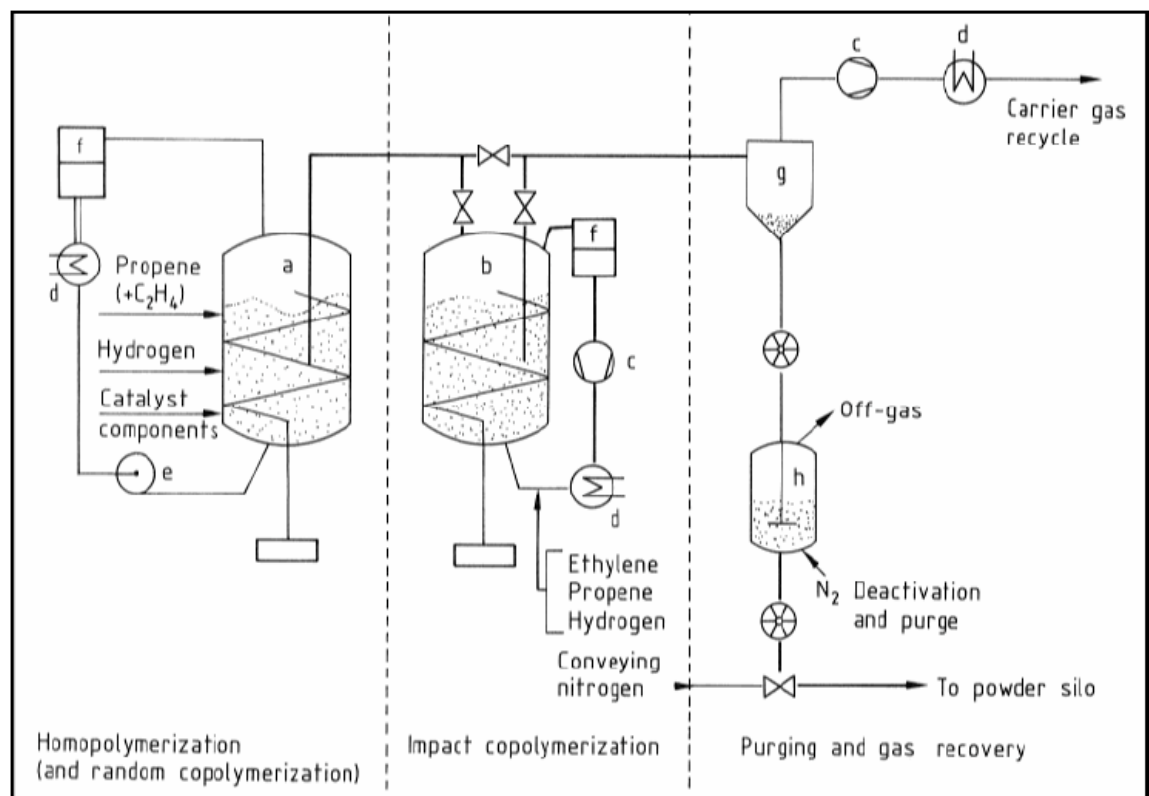 c
d
Carrier gas
recycle
f
g
f
a
b
d
Propene
(+C₂H₄)
Hydrogen
Catalyst
components
c
e
Off-gas
h
d
Ethylene
Propene
Hydrogen
N₂ Deactivation
and purge
Conveying
nitrogen
To powder silo
Homopolymerization
(and random copolymerization)
Impact copolymerization
Purging and gas recovery